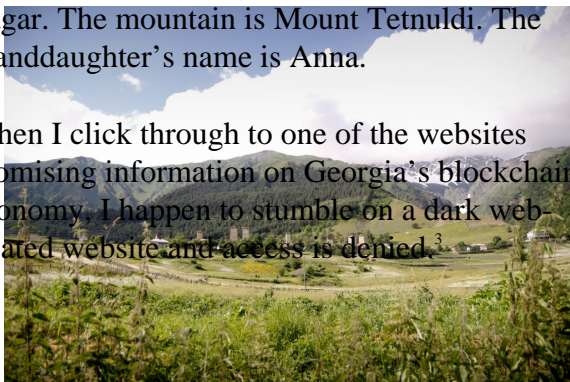 gar. The mountain is Mount Tetnuldi. The
anddaughter’s name is Anna.
hen I click through to one of the websites
omising information on Georgia’s blockchain
onomy, I happen to stumble on a dark web-
ated website and access is denied.³